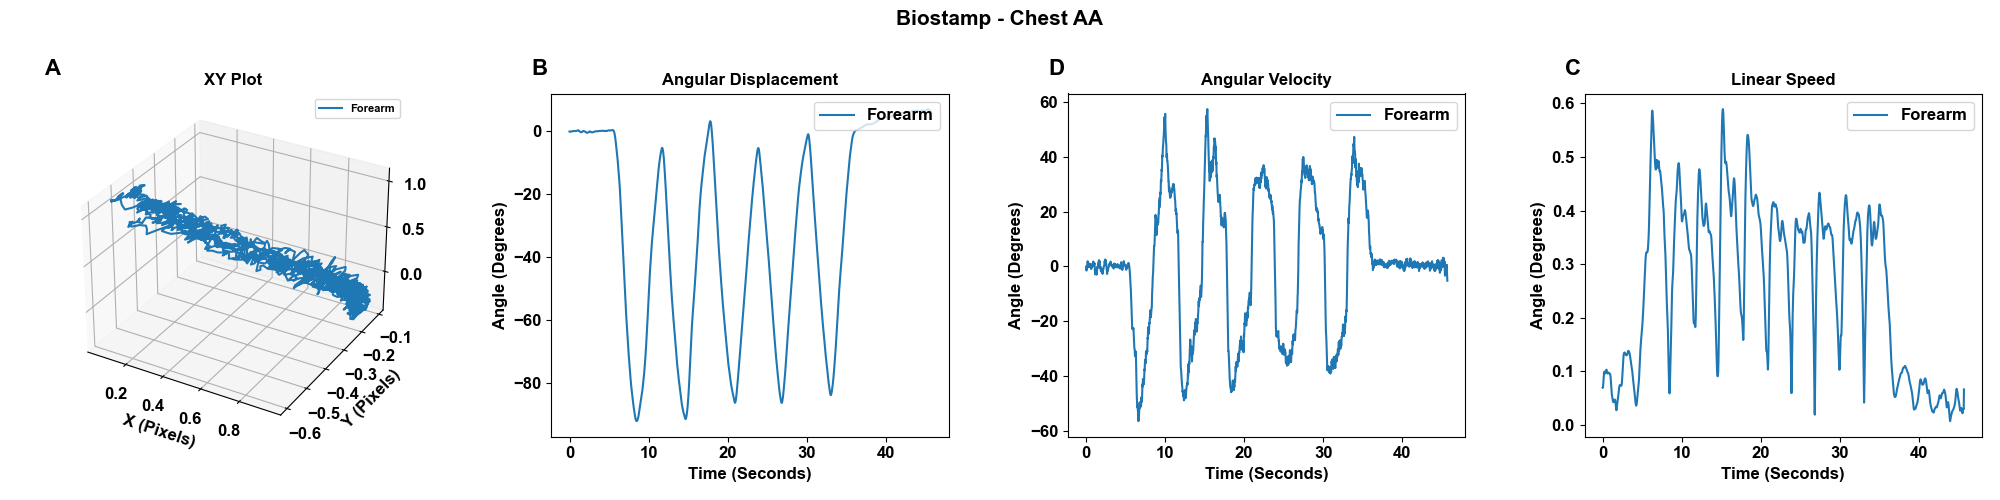 Biostamp - Chest AA
A
XY Plot
Forearm
1.0
0.5
0.0
−0.1
−0.2
−0.3
−0.4
−0.5
−0.6
Y (Pixels)
0.2
0.4
0.6
0.8
X (Pixels)
B
Angular Displacement
Forearm
Angle (Degrees)
0
−20
−40
−60
−80
0
10
20
30
40
Time (Seconds)
D
Angular Velocity
Forearm
Angle (Degrees)
60
40
20
0
−20
−40
−60
0
10
20
30
40
Time (Seconds)
C
Linear Speed
Forearm
Angle (Degrees)
0.6
0.5
0.4
0.3
0.2
0.1
0.0
0
10
20
30
40
Time (Seconds)